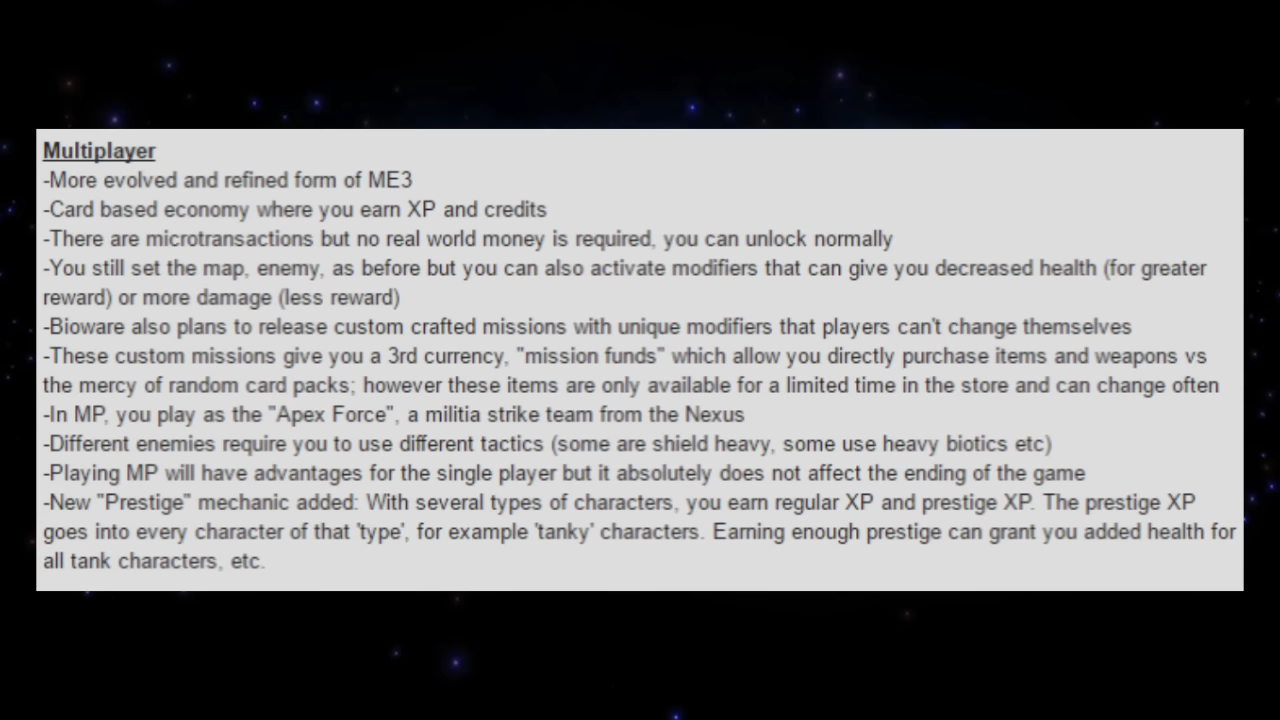 Multiplayer
-More evolved and refined form of ME3
-Card based economy where you earn XP and credits
-There are microtransactions but no real world money is required, you can unlock normally
-You still set the map, enemy, as before but you can also activate modifiers that can give you decreased health (for greater
reward) or more damage (less reward)
-Bioware also plans to release custom crafted missions with unique modifiers that players can't change themselves
-These custom missions give you a 3rd currency, "mission funds" which allow you directly purchase items and weapons vs
the mercy of random card packs; however these items are only available for a limited time in the store and can change often
-In MP, you play as the "Apex Force", a militia strike team from the Nexus
-Different enemies require you to use different tactics (some are shield heavy, some use heavy biotics etc)
-Playing MP will have advantages for the single player but it absolutely does not affect the ending of the game
-New "Prestige" mechanic added: With several types of characters, you earn regular XP and prestige XP. The prestige XP
goes into every character of that 'type', for example 'tanky' characters. Earning enough prestige can grant you added health for
all tank characters, etc.